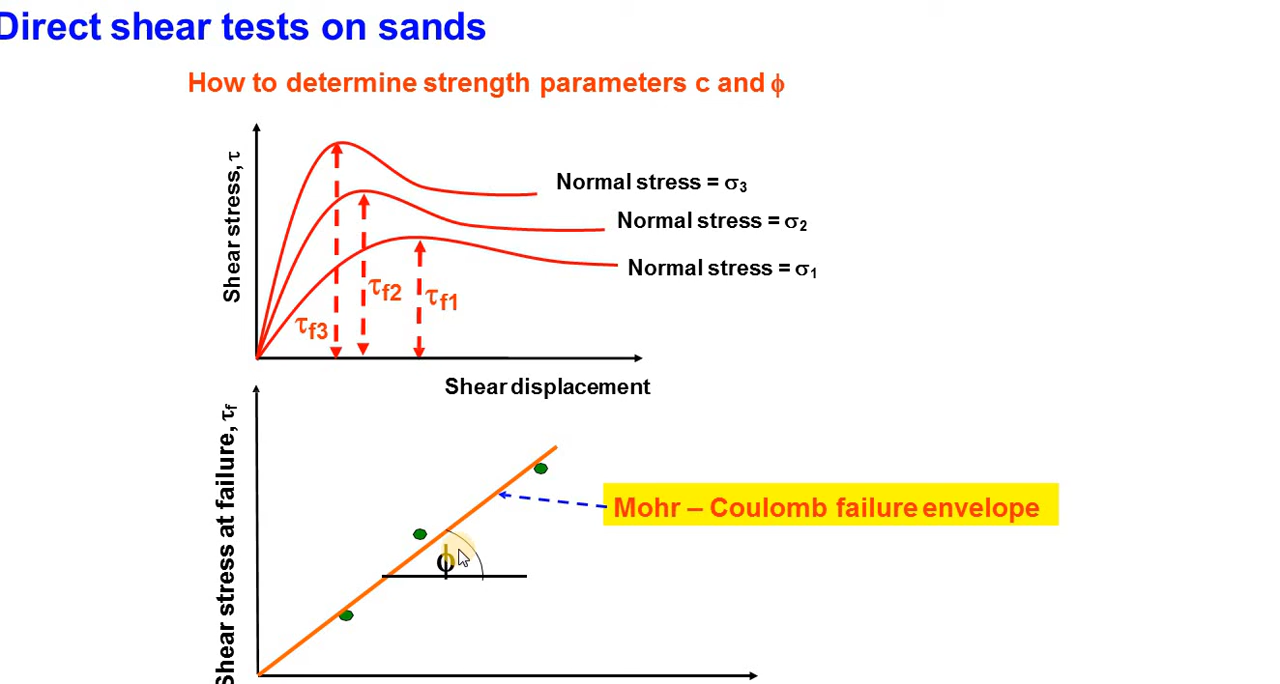 Direct shear tests on sands
How to determine strength parameters c and ϕ
Shear stress, τ
Normal stress = σ3
Normal stress = σ2
Normal stress = σ1
τf2
τf1
τf3
Shear displacement
Shear stress at failure, τf
Mohr – Coulomb failure envelope
ϕ